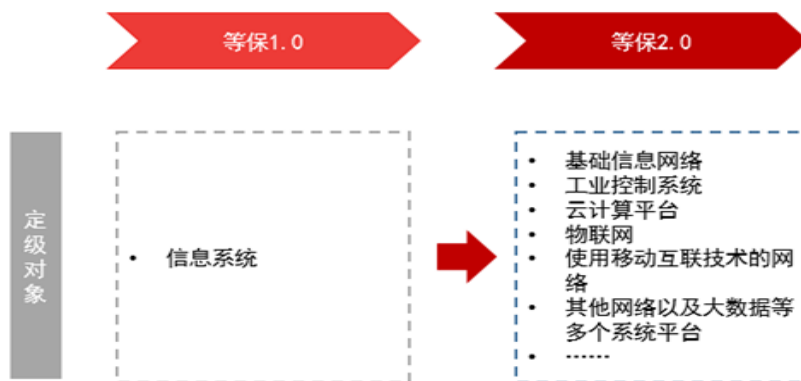 等保1.0
等保2.0
定级对象
• 信息系统
• 基础信息网络
• 工业控制系统
• 云计算平台
• 物联网
• 使用移动互联技术的网
络
• 其他网络以及大数据等
多个系统平台
• ······